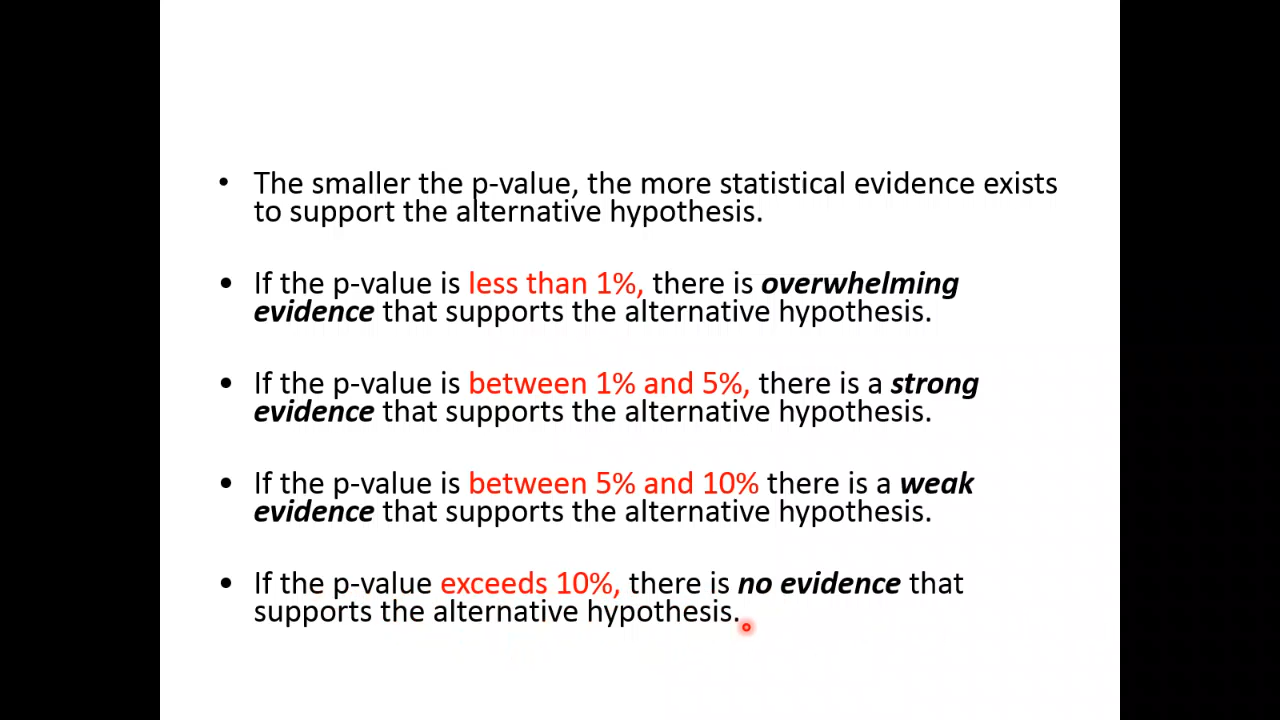 • The smaller the p-value, the more statistical evidence exists
to support the alternative hypothesis.
• If the p-value is less than 1%, there is overwhelming
evidence that supports the alternative hypothesis.
• If the p-value is between 1% and 5%, there is a strong
evidence that supports the alternative hypothesis.
• If the p-value is between 5% and 10% there is a weak
evidence that supports the alternative hypothesis.
• If the p-value exceeds 10%, there is no evidence that
supports the alternative hypothesis.